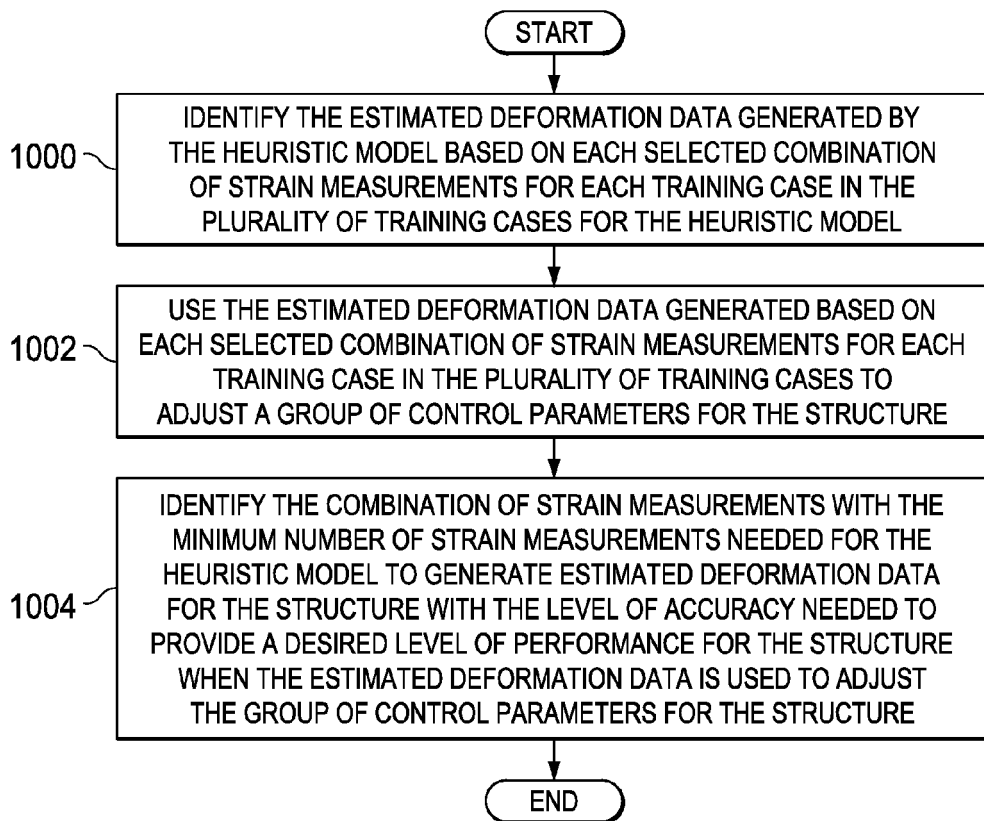 START
1000
IDENTIFY THE ESTIMATED DEFORMATION DATA GENERATED BY
THE HEURISTIC MODEL BASED ON EACH SELECTED COMBINATION
OF STRAIN MEASUREMENTS FOR EACH TRAINING CASE IN THE
PLURALITY OF TRAINING CASES FOR THE HEURISTIC MODEL
1002
USE THE ESTIMATED DEFORMATION DATA GENERATED BASED ON
EACH SELECTED COMBINATION OF STRAIN MEASUREMENTS FOR EACH
TRAINING CASE IN THE PLURALITY OF TRAINING CASES TO
ADJUST A GROUP OF CONTROL PARAMETERS FOR THE STRUCTURE
1004
IDENTIFY THE COMBINATION OF STRAIN MEASUREMENTS WITH THE
MINIMUM NUMBER OF STRAIN MEASUREMENTS NEEDED FOR THE
HEURISTIC MODEL TO GENERATE ESTIMATED DEFORMATION DATA
FOR THE STRUCTURE WITH THE LEVEL OF ACCURACY NEEDED TO
PROVIDE A DESIRED LEVEL OF PERFORMANCE FOR THE STRUCTURE
WHEN THE ESTIMATED DEFORMATION DATA IS USED TO ADJUST
THE GROUP OF CONTROL PARAMETERS FOR THE STRUCTURE
END